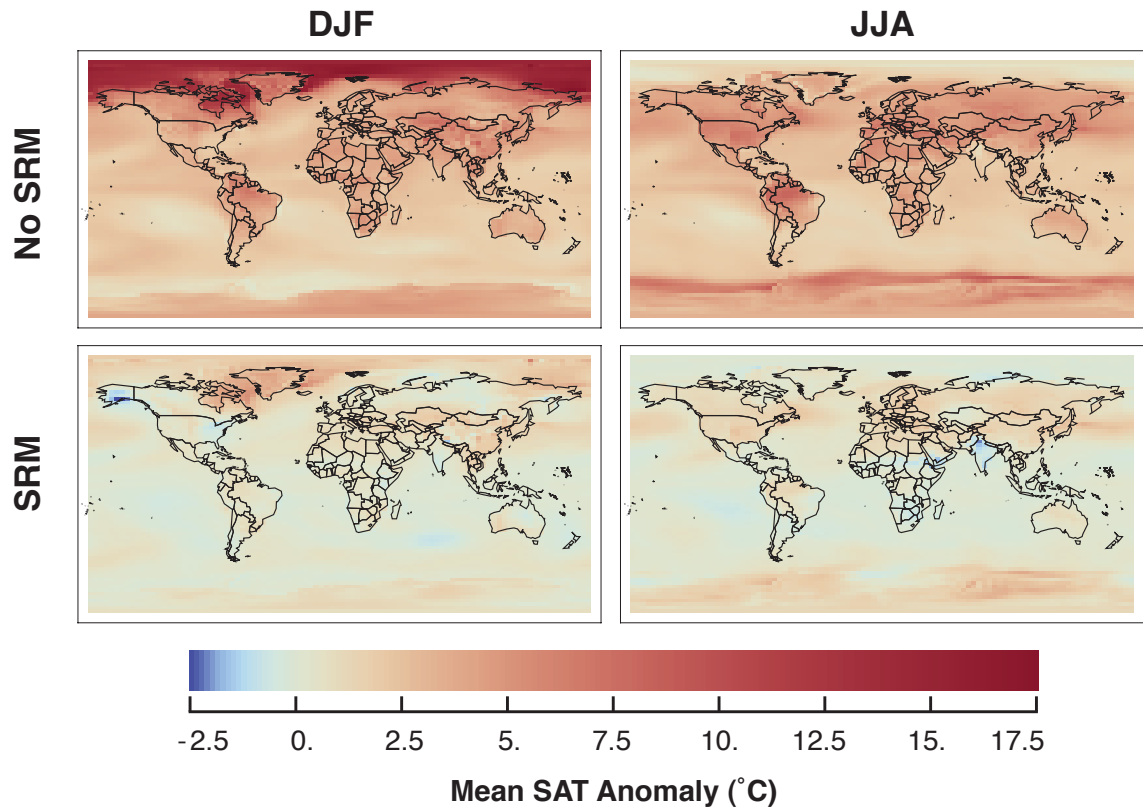 DJF
JJA
No SRM
SRM
-2.5 0. 2.5 5. 7.5 10. 12.5 15. 17.5
Mean SAT Anomaly (˚C)